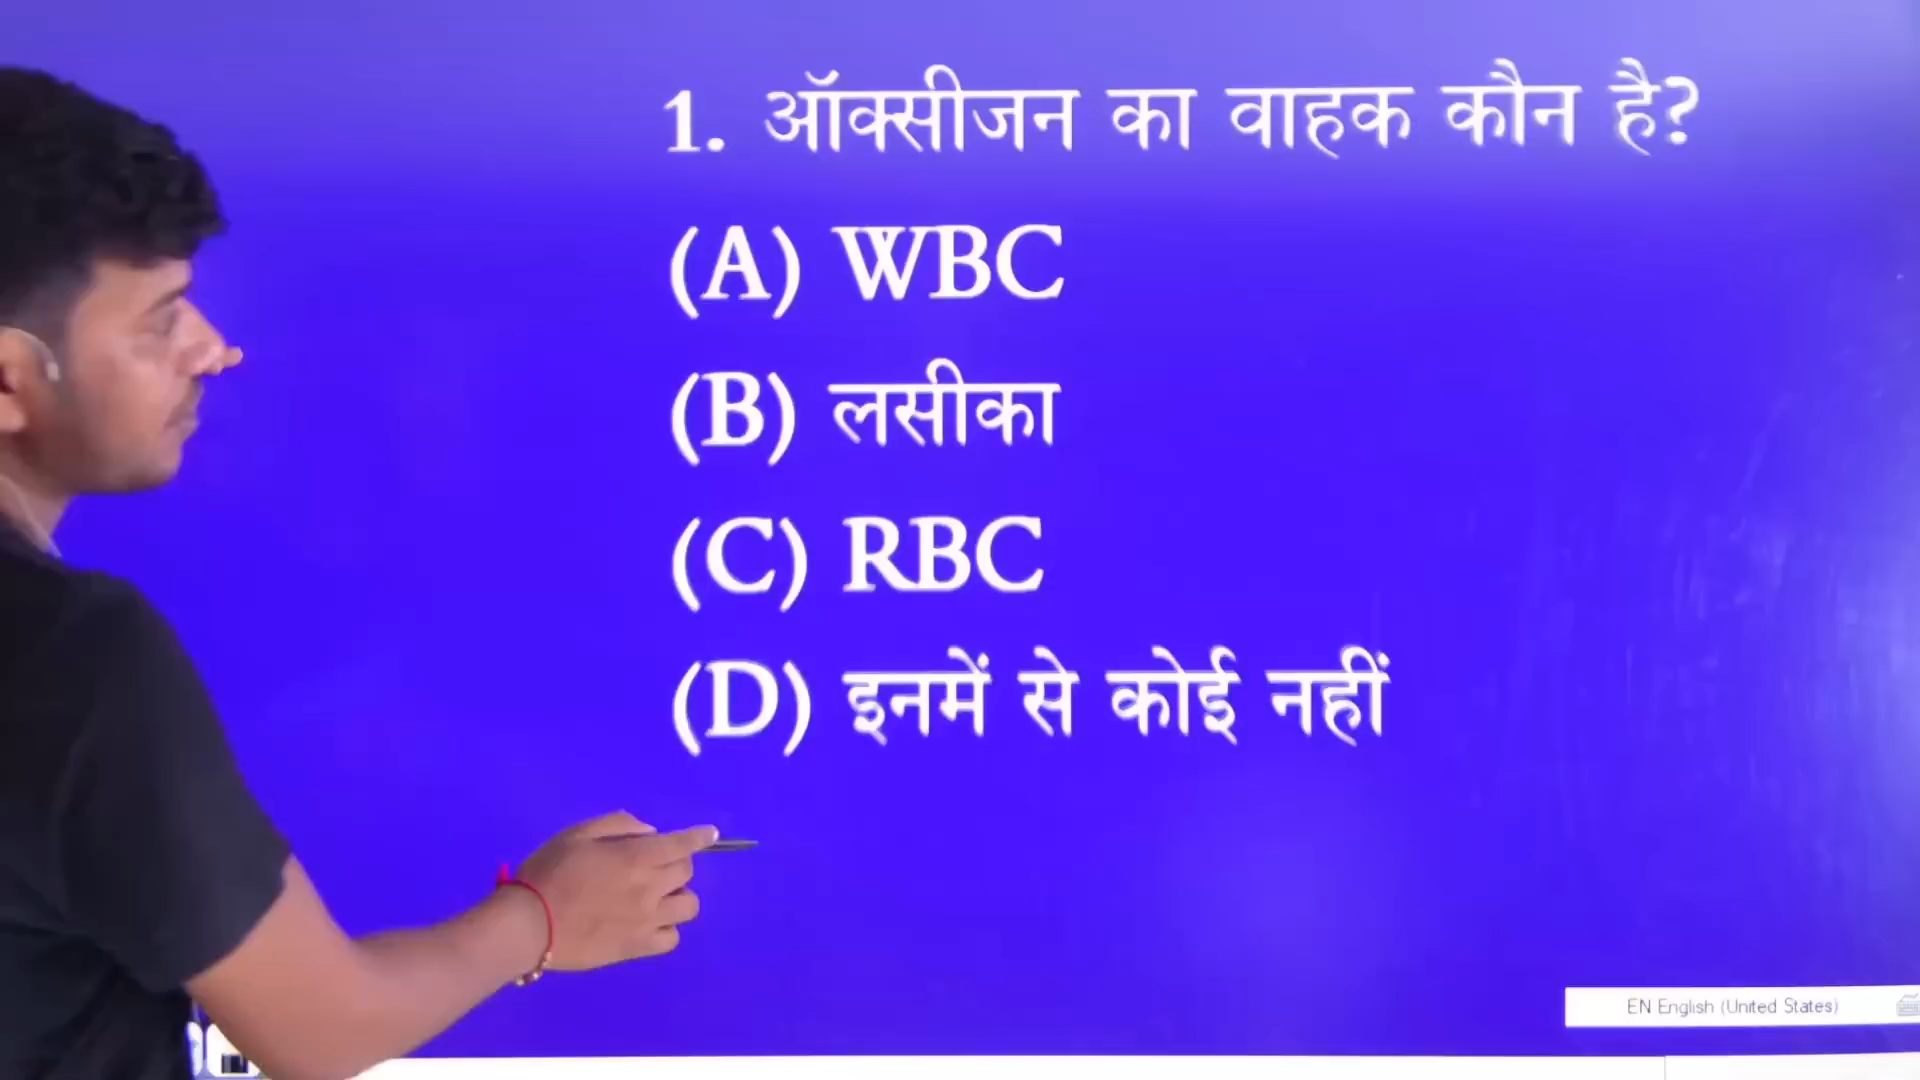 1. ऑक्सीजन का वाहक कौन है?
(A) WBC
(B) लसीका
(C) RBC
(D) इनमें से कोई नहीं
EN English (United States)